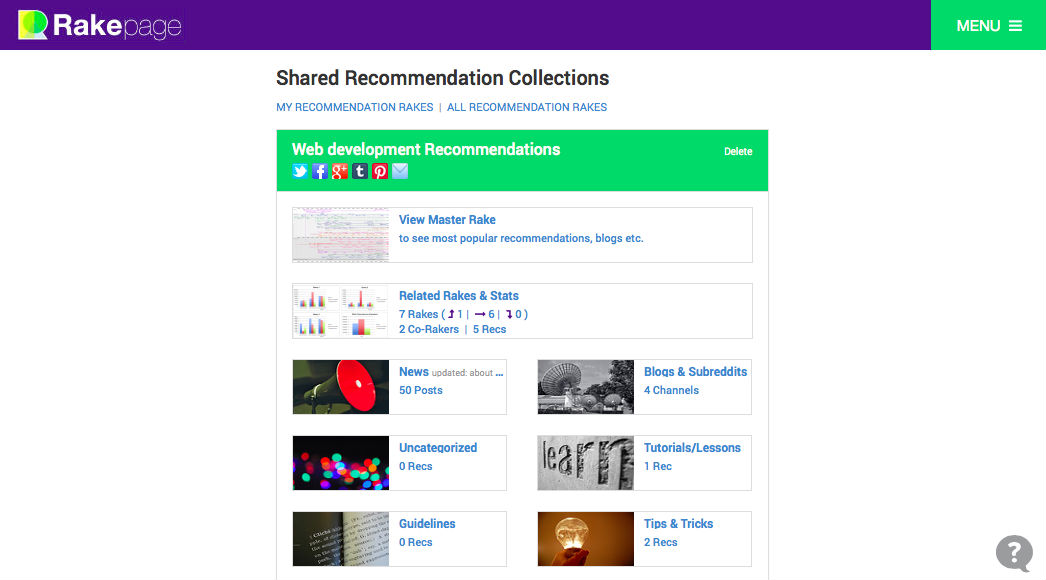 Rakepage
MENU
Shared Recommendation Collections
MY RECOMMENDATION RAKES | ALL RECOMMENDATION RAKES
Web development Recommendations
Delete
View Master Rake
to see most popular recommendations, blogs etc.
Related Rakes & Stats
7 Rakes ( 1 | 6 | 0 )
2 Co-Rakers | 5 Recs
News updated: about ...
50 Posts
Blogs & Subreddits
4 Channels
Uncategorized
0 Recs
learn
Tutorials/Lessons
1 Rec
Guidelines
0 Recs
Tips & Tricks
2 Recs
?